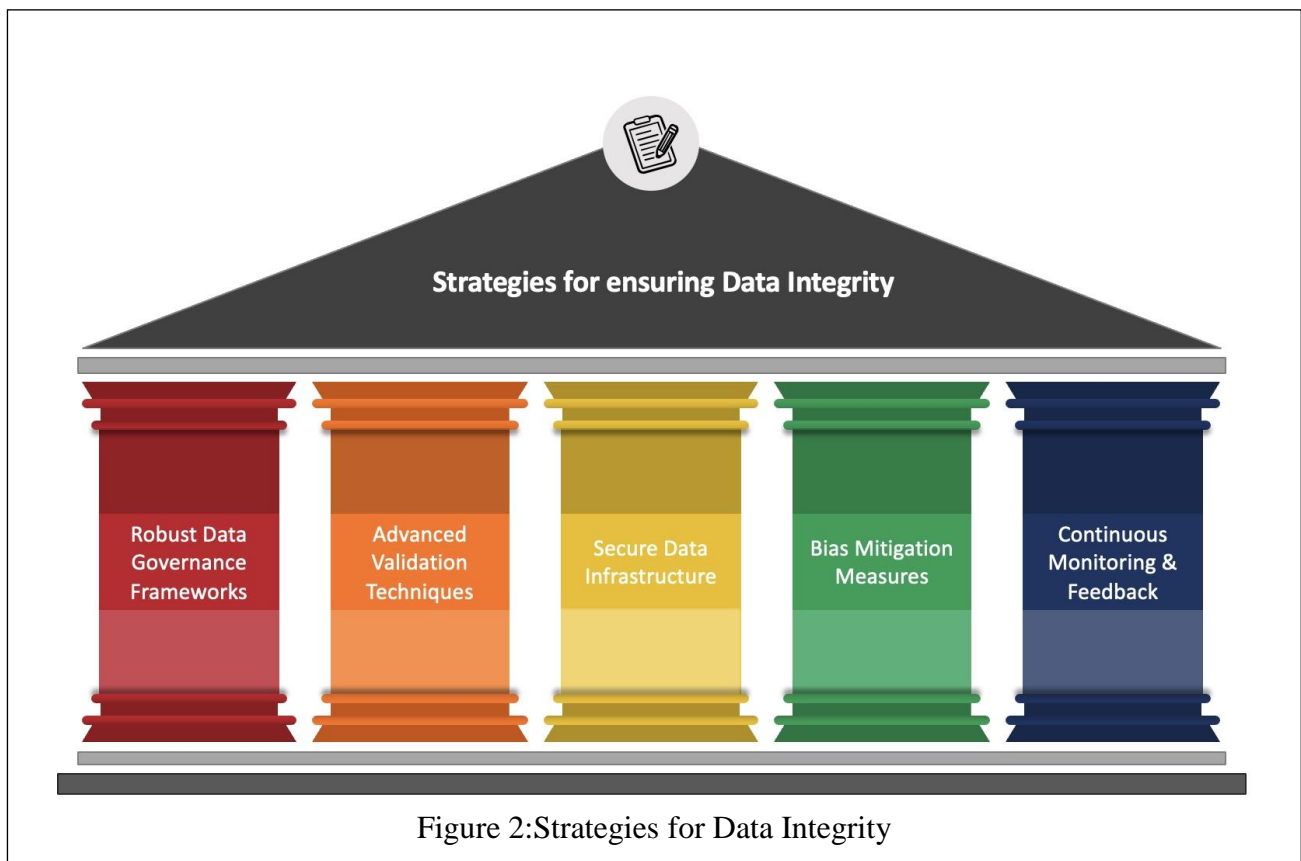 Strategies for ensuring Data Integrity
Robust Data
Governance
Frameworks
Advanced
Validation
Techniques
Secure Data
Infrastructure
Bias Mitigation
Measures
Continuous
Monitoring &
Feedback
Figure 2:Strategies for Data Integrity